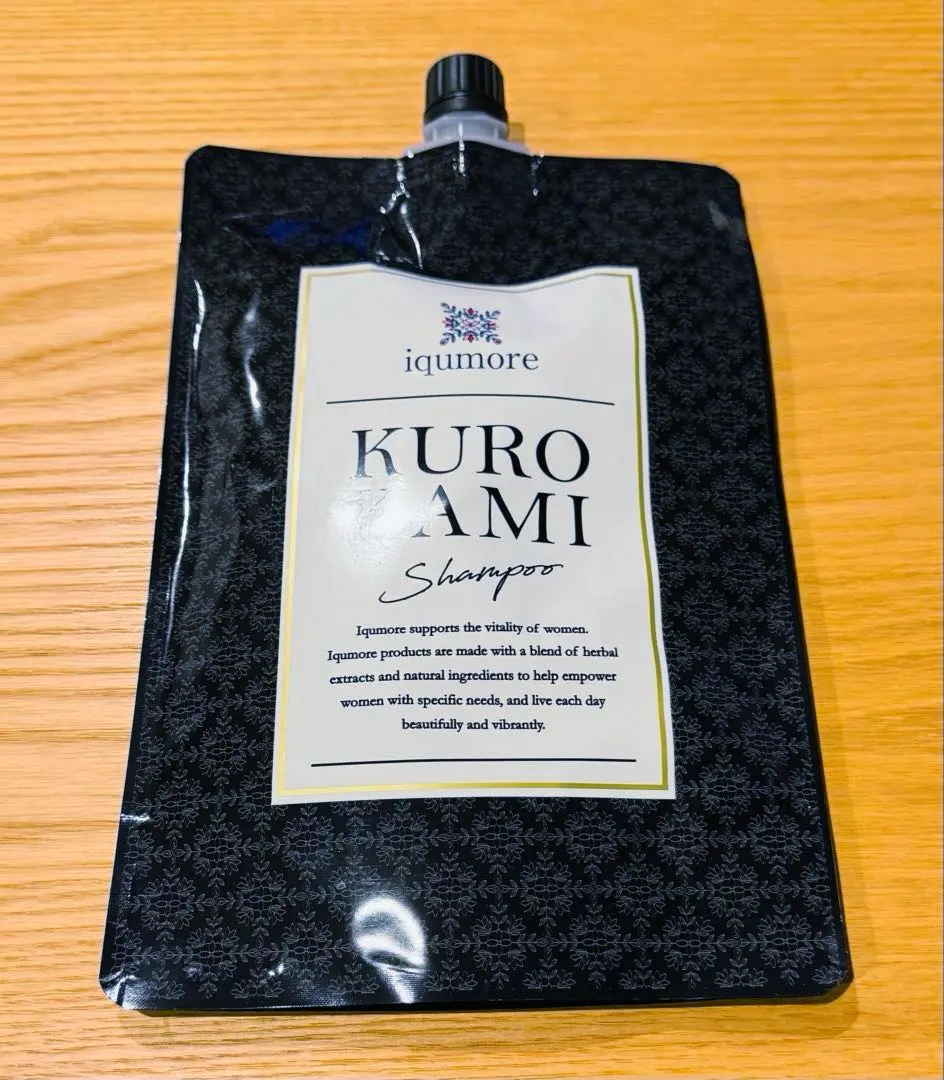 iqumore
KURO
KAMI
Shampoo
Iqumore supports the vitality of women.
Iqumore products are made with a blend of herbal
extracts and natural ingredients to help empower
women with specific needs, and live each day
beautifully and vibrantly.